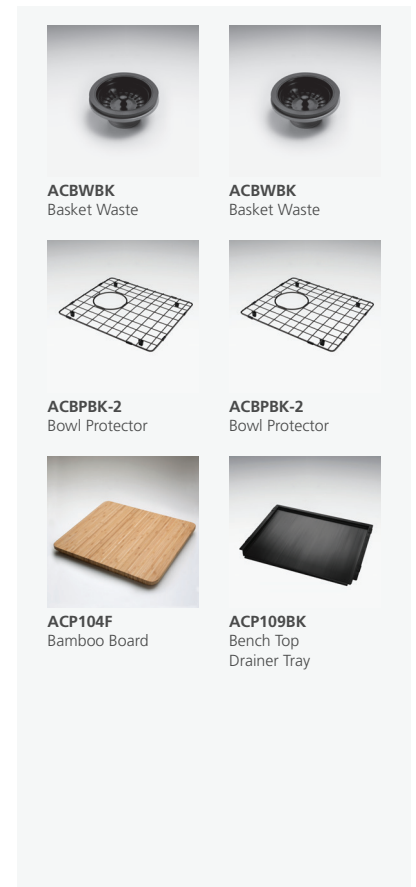 ACBWBK
Basket Waste
ACBWBK
Basket Waste
ACBPBK-2
Bowl Protector
ACBPBK-2
Bowl Protector
ACP104F
Bamboo Board
ACP109BK
Bench Top
Drainer Tray